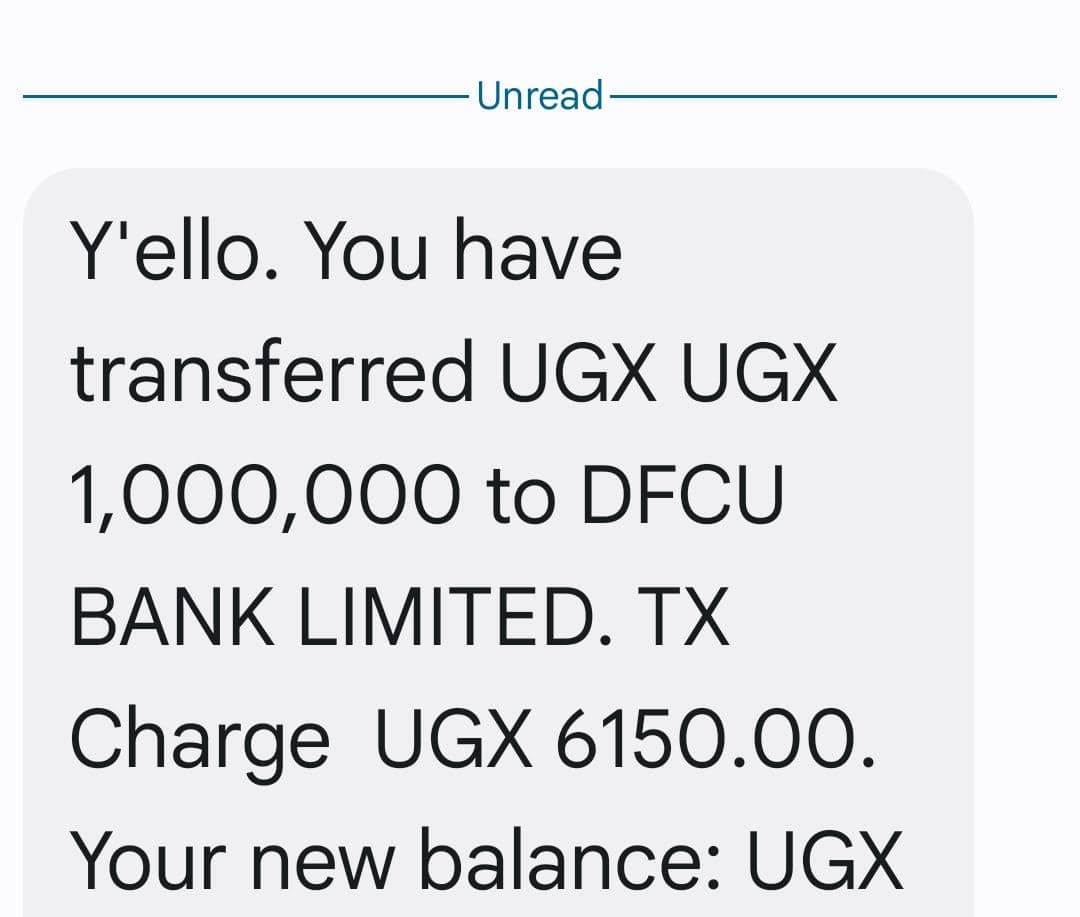 Unread
Y'ello. You have
transferred UGX UGX
1,000,000 to DFCU
BANK LIMITED. TX
Charge  UGX 6150.00.
Your new balance: UGX